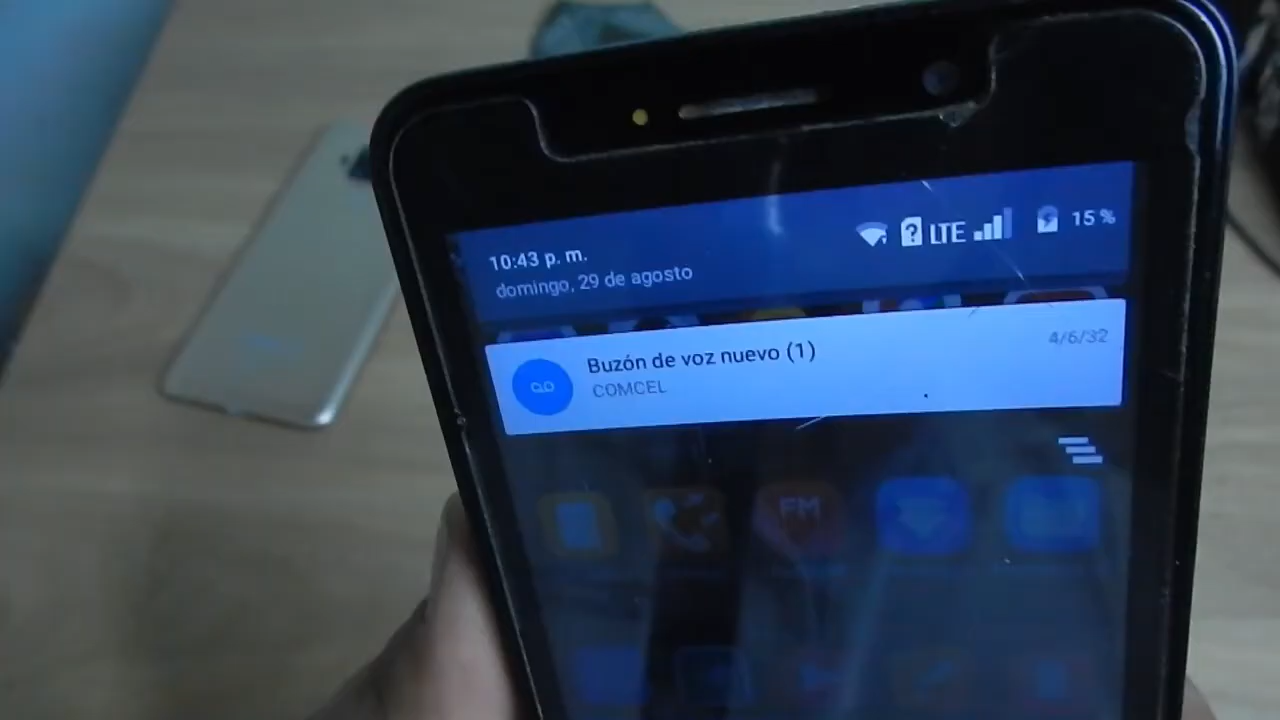 10:43 p. m.
domingo, 29 de agosto
LTE
15 %
Buzón de voz nuevo (1)
4/6/32
COMCEL
FM